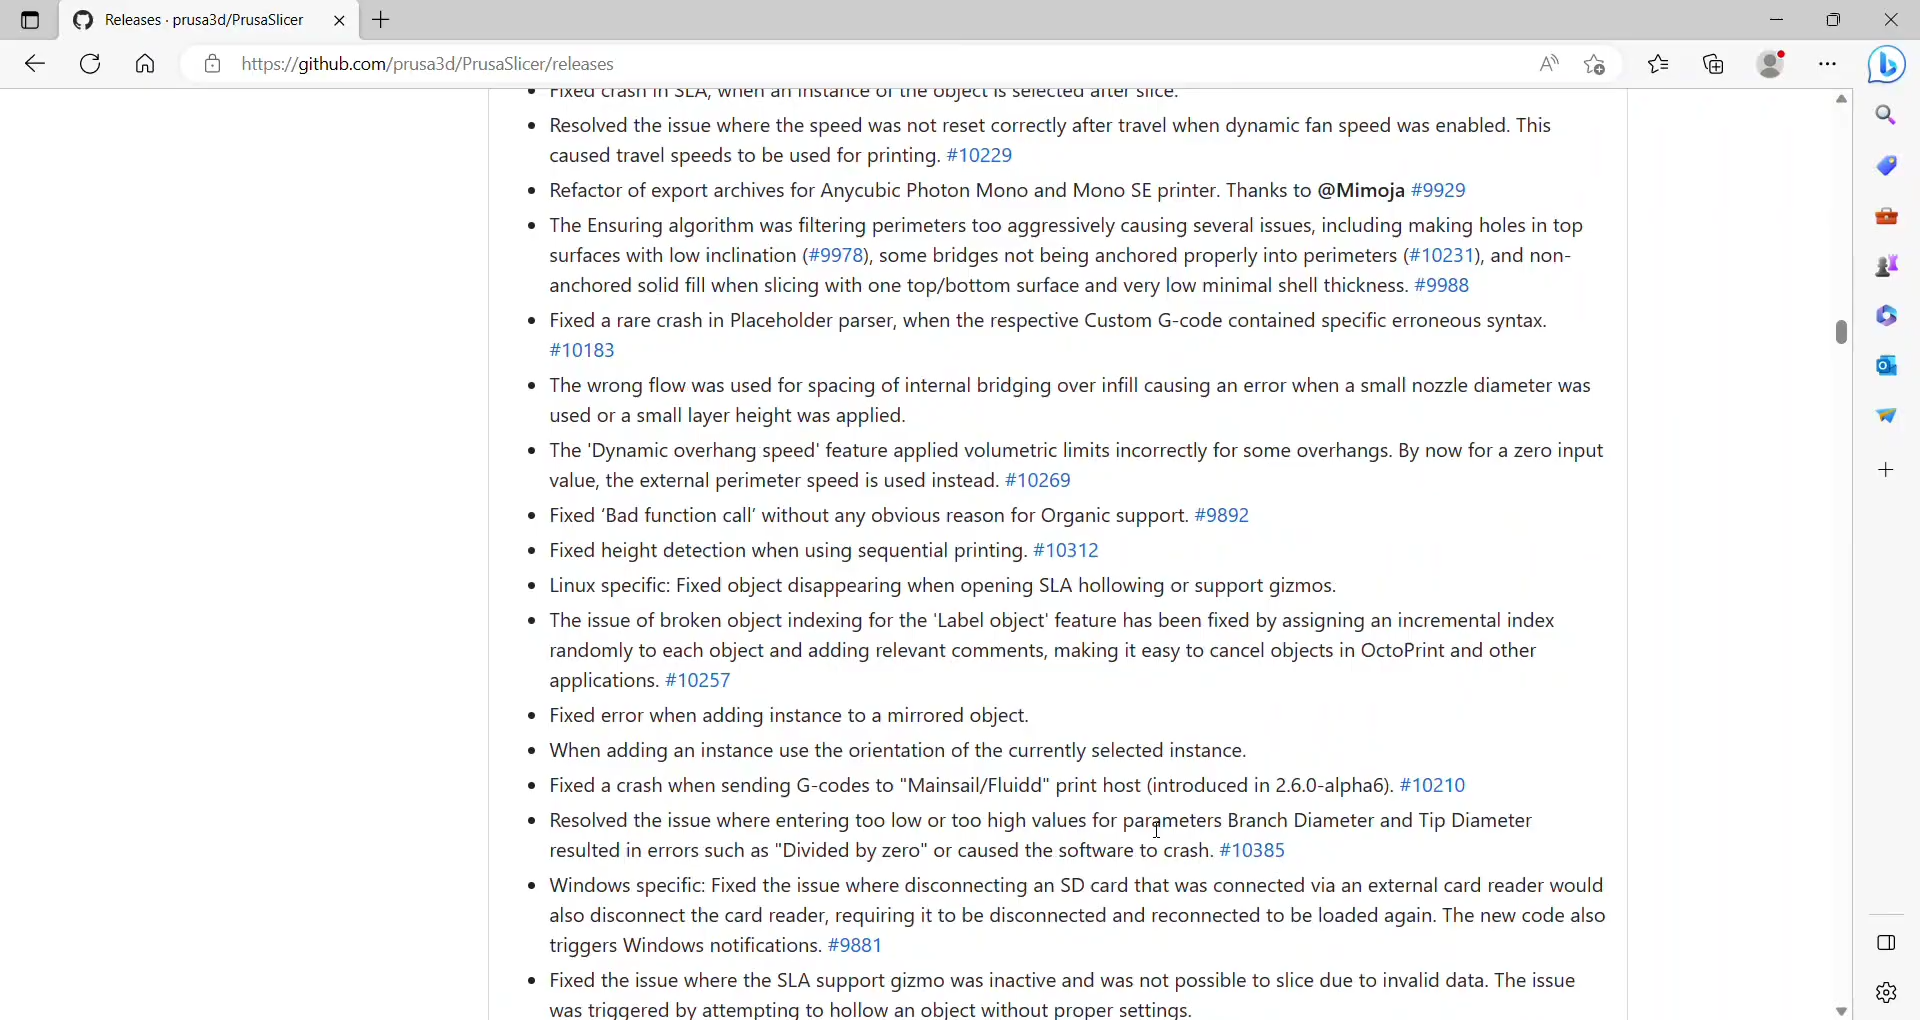 Releases · prusa3d/PrusaSlicer
https://github.com/prusa3d/PrusaSlicer/releases
Fixed crash in SLA, when an instance of the object is selected after slice.
Resolved the issue where the speed was not reset correctly after travel when dynamic fan speed was enabled. This
caused travel speeds to be used for printing. #10229
Refactor of export archives for Anycubic Photon Mono and Mono SE printer. Thanks to @Mimoja #9929
The Ensuring algorithm was filtering perimeters too aggressively causing several issues, including making holes in top
surfaces with low inclination (#9978), some bridges not being anchored properly into perimeters (#10231), and non-
anchored solid fill when slicing with one top/bottom surface and very low minimal shell thickness. #9988
Fixed a rare crash in Placeholder parser, when the respective Custom G-code contained specific erroneous syntax.
#10183
The wrong flow was used for spacing of internal bridging over infill causing an error when a small nozzle diameter was
used or a small layer height was applied.
The 'Dynamic overhang speed' feature applied volumetric limits incorrectly for some overhangs. By now for a zero input
value, the external perimeter speed is used instead. #10269
Fixed ‘Bad function call’ without any obvious reason for Organic support. #9892
Fixed height detection when using sequential printing. #10312
Linux specific: Fixed object disappearing when opening SLA hollowing or support gizmos.
The issue of broken object indexing for the 'Label object' feature has been fixed by assigning an incremental index
randomly to each object and adding relevant comments, making it easy to cancel objects in OctoPrint and other
applications. #10257
Fixed error when adding instance to a mirrored object.
When adding an instance use the orientation of the currently selected instance.
Fixed a crash when sending G-codes to "Mainsail/Fluidd" print host (introduced in 2.6.0-alpha6). #10210
Resolved the issue where entering too low or too high values for parameters Branch Diameter and Tip Diameter
resulted in errors such as "Divided by zero" or caused the software to crash. #10385
Windows specific: Fixed the issue where disconnecting an SD card that was connected via an external card reader would
also disconnect the card reader, requiring it to be disconnected and reconnected to be loaded again. The new code also
triggers Windows notifications. #9881
Fixed the issue where the SLA support gizmo was inactive and was not possible to slice due to invalid data. The issue
was triggered by attempting to hollow an object without proper settings.